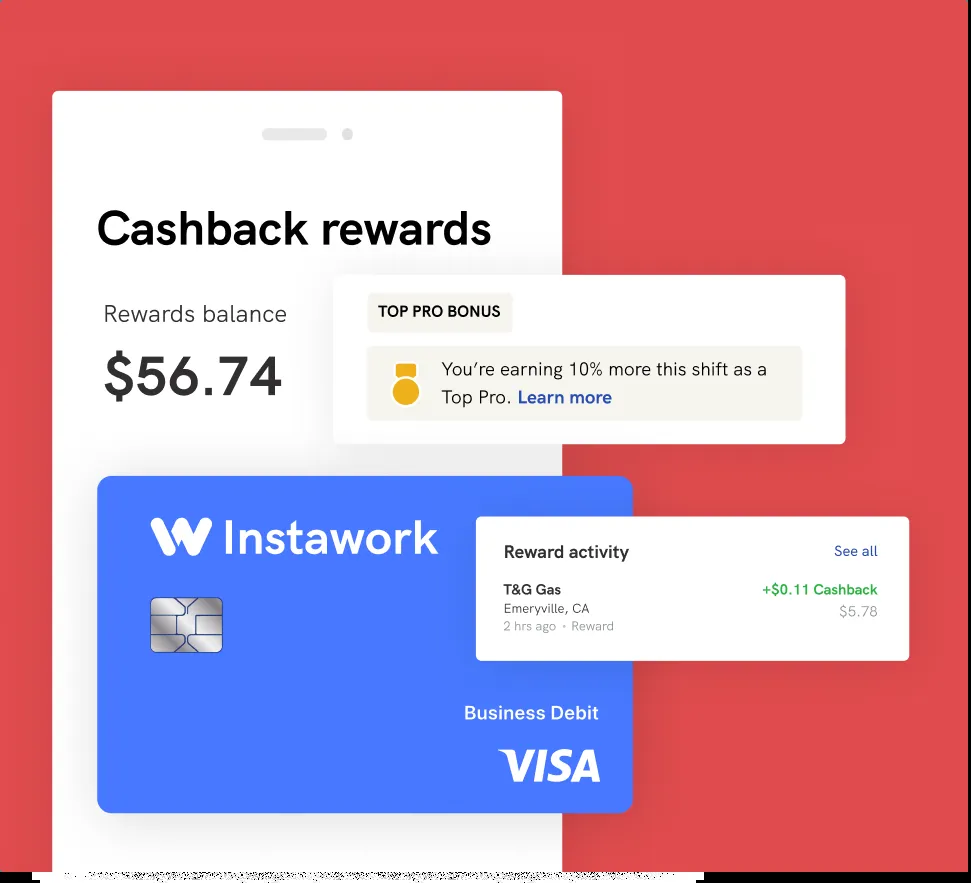 Cashback rewards
Rewards balance
$56.74
TOP PRO BONUS
You’re earning 10% more this shift as a
Top Pro. Learn more
Instawork
Reward activity
See all
T&G Gas
+$0.11 Cashback
Emeryville, CA
$5.78
2 hrs ago • Reward
Business Debit
VISA